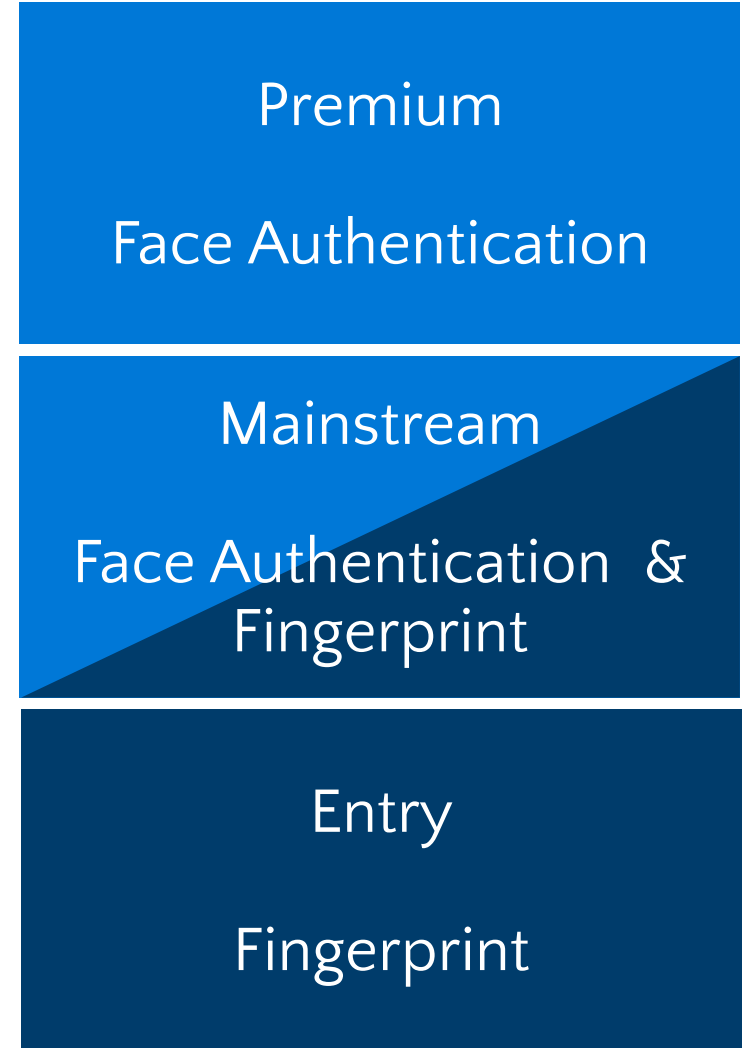 Premium
Face Authentication
Mainstream
Face Authentication  &
Fingerprint
Entry
Fingerprint